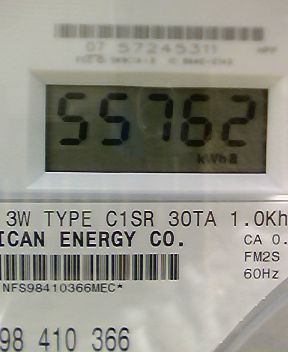 07 57245311
55762
kWh
3W TYPE C1SR 30TA 1.0Kh
ICAN ENERGY CO.
CA 0.
FM2S
60Hz
NFS98410366MEC*
98 410 366